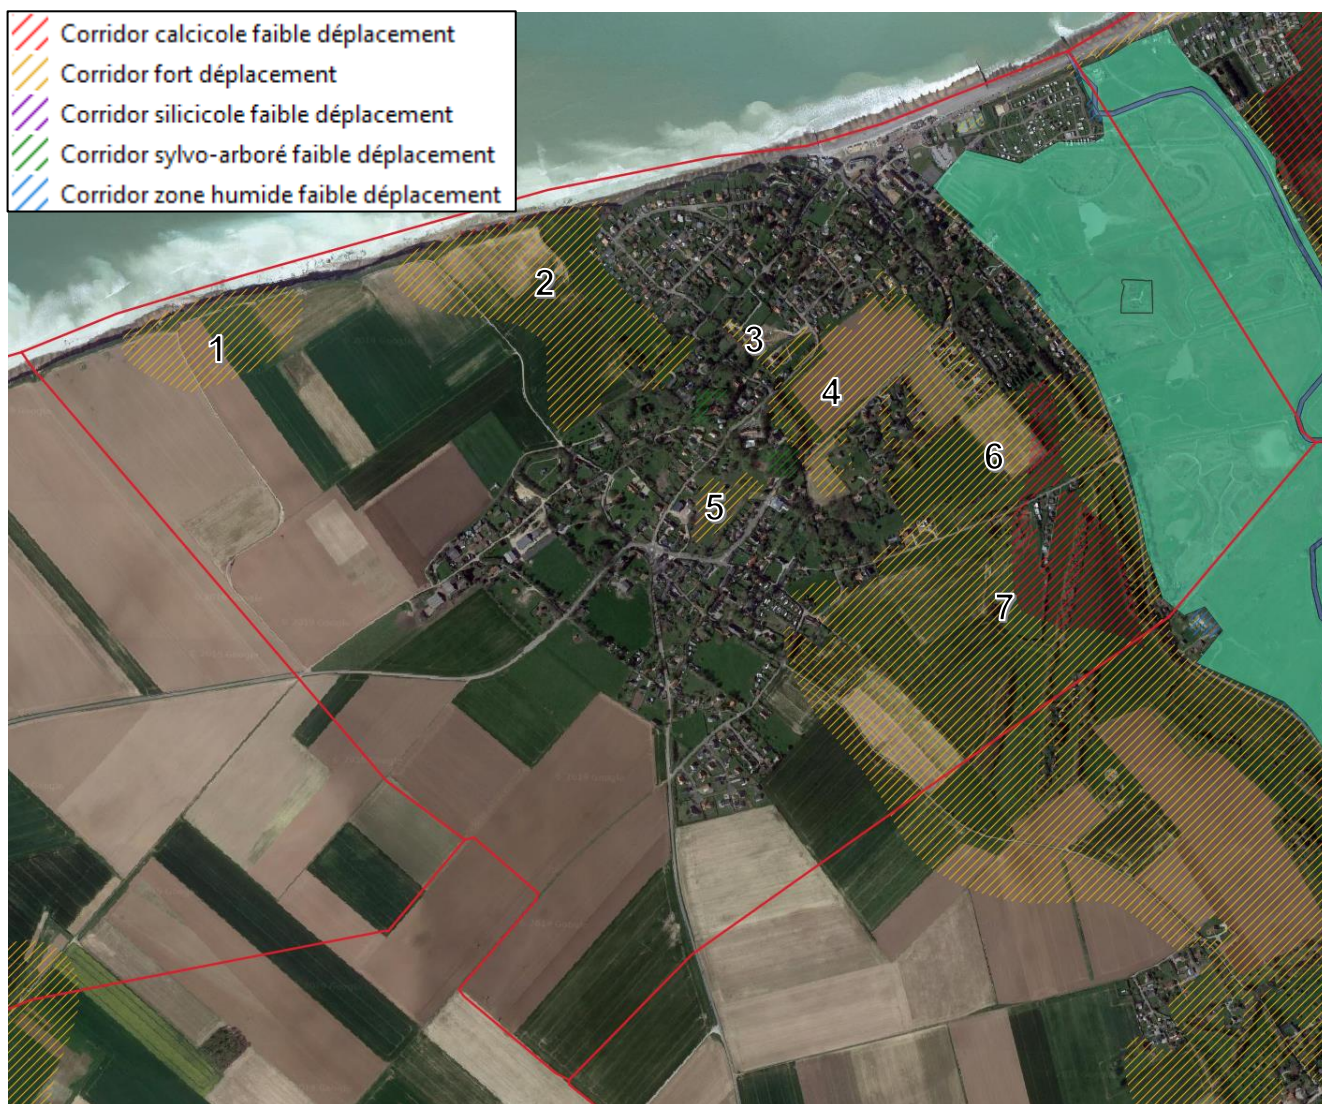 Corridor calcicole faible déplacement
Corridor fort déplacement
Corridor silicicole faible déplacement
Corridor sylvo-arboré faible déplacement
Corridor zone humide faible déplacement
2
1
3
4
6
5
7